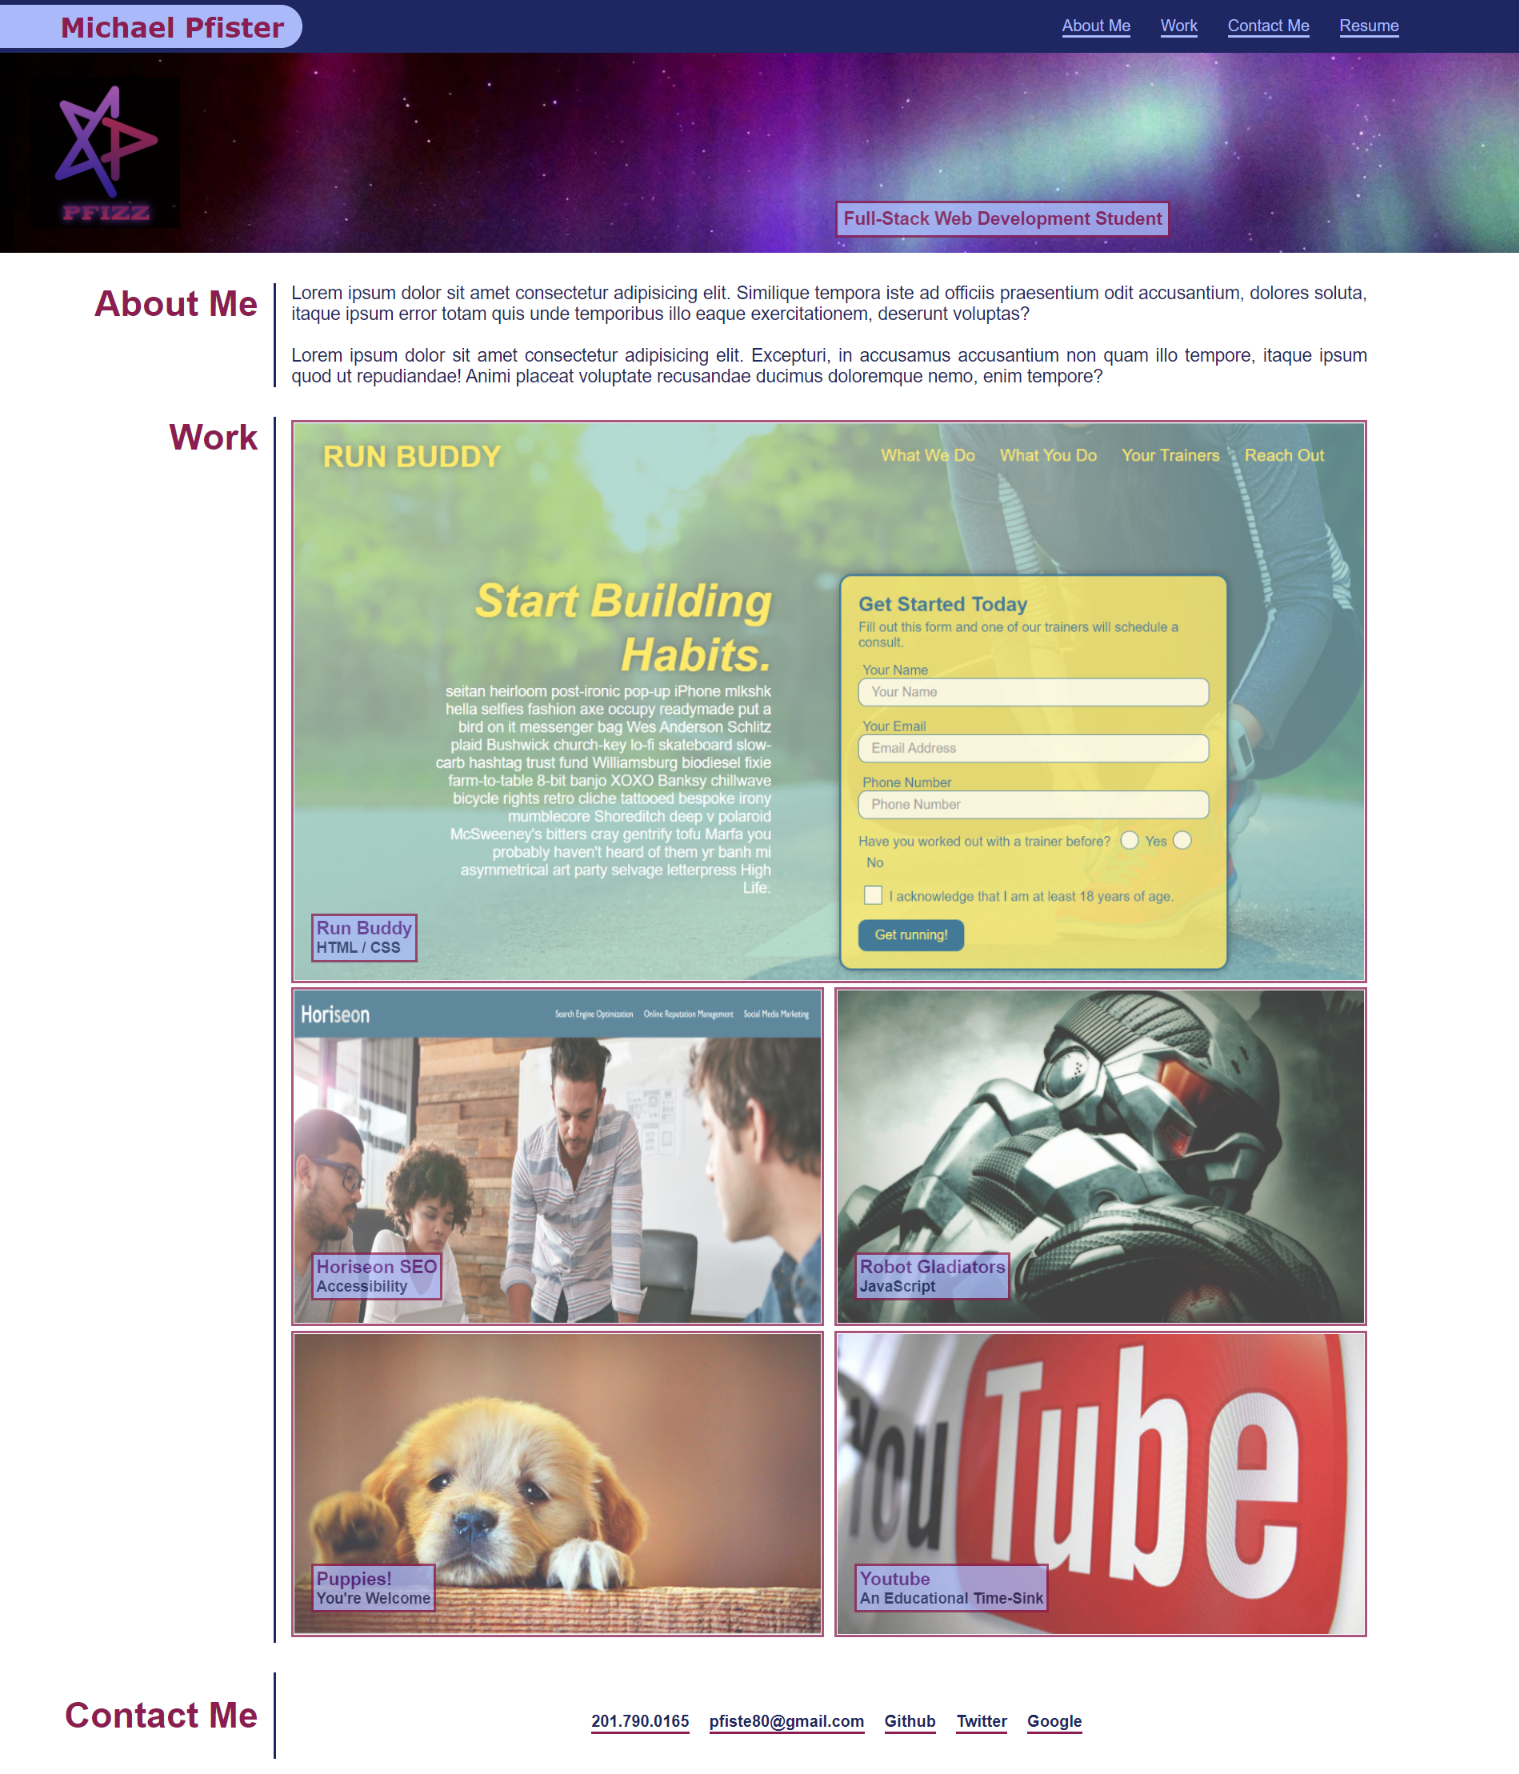 Michael Pfister
About Me
Work
Contact Me
Resume
PFIZZ
Full-Stack Web Development Student
About Me
Lorem ipsum dolor sit amet consectetur adipisicing elit. Similique tempora iste ad officiis praesentium odit accusantium, dolores soluta,
itaque ipsum error totam quis unde temporibus illo eaque exercitationem, deserunt voluptas?
Lorem ipsum dolor sit amet consectetur adipisicing elit. Excepturi, in accusamus accusantium non quam illo tempore, itaque ipsum
quod ut repudiandae! Animi placeat voluptate recusandae ducimus doloremque nemo, enim tempore?
Work
RUN BUDDY
What We Do
What You Do
Your Trainers
Reach Out
Start Building
Habits.
seitan heirloom post-ironic pop-up iPhone mlkshk
hella selfies fashion axe occupy readymade put a
bird on it messenger bag Wes Anderson Schlitz
plaid Bushwick church-key lo-fi skateboard slow-
carb hashtag trust fund Williamsburg biodiesel fixie
farm-to-table 8-bit banjo XOXO Banksy chillwave
bicycle rights retro cliche tattooed bespoke irony
mumblecore Shoreditch deep v polaroid
McSweeney's bitters cray gentrify tofu Marfa you
probably haven't heard of them yr banh mi
asymmetrical art party selvage letterpress High
Life.
Get Started Today
Fill out this form and one of our trainers will schedule a
consult.
Your Name
Your Name
Your Email
Email Address
Phone Number
Phone Number
Have you worked out with a trainer before? Yes
No
I acknowledge that I am at least 18 years of age.
Get running!
Run Buddy
HTML / CSS
Horiseon
Search Engine Optimization
Online Reputation Management
Social Media Marketing
Horiseon SEO
Accessibility
Robot Gladiators
JavaScript
Puppies!
You're Welcome
You Tube
Youtube
An Educational Time-Sink
Contact Me
201.790.0165
pfiste80@gmail.com
Github
Twitter
Google